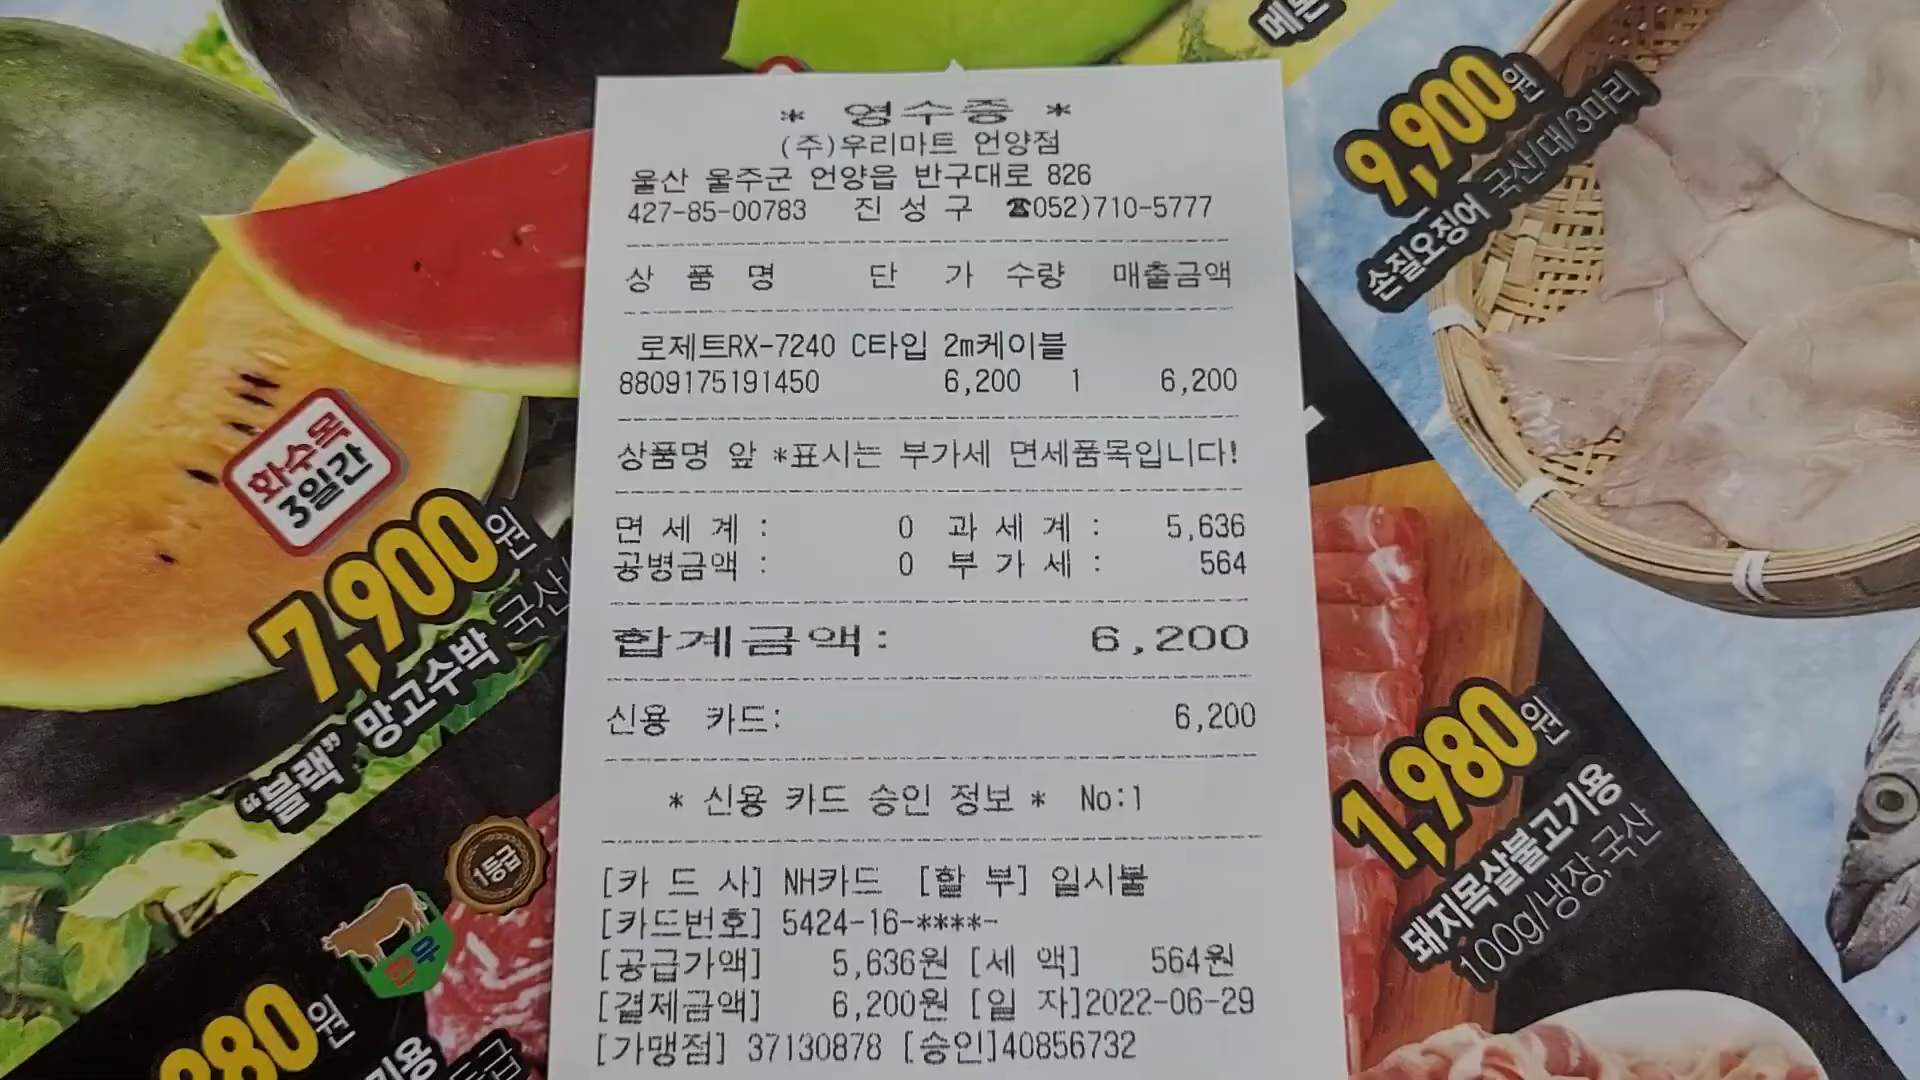 * 영수증 *
(주)우리마트 언양점
울산 울주군 언양읍 반구대로 826
427-85-00783 진 성 구 ☎052)710-5777
상 품 명 단 가 수량 매출금액
로제트RX-7240 C타입 2m케이블
8809175191450 6,200 1 6,200
상품명 앞 *표시는 부가세 면세품목입니다!
면 세 계 : 0 과 세 계 : 5,636
공병금액 : 0 부 가 세 : 564
합계금액: 6,200
신용 카드: 6,200
* 신용 카드 승인 정보 * No:1
[카 드 사] NH카드 [할 부] 일시불
[카드번호] 5424-16-****-
[공급가액] 5,636원 [세 액] 564원
[결제금액] 6,200원 [일 자]2022-06-29
[가맹점] 37130878 [승인]40856732
화수목
3일간
7,900원
"블랙" 망고수박 국산
1등급
한우
880원
메론
9,900원
손질오징어 국산/대/3마리
1,980원
돼지목살불고기용
100g/냉장,국산